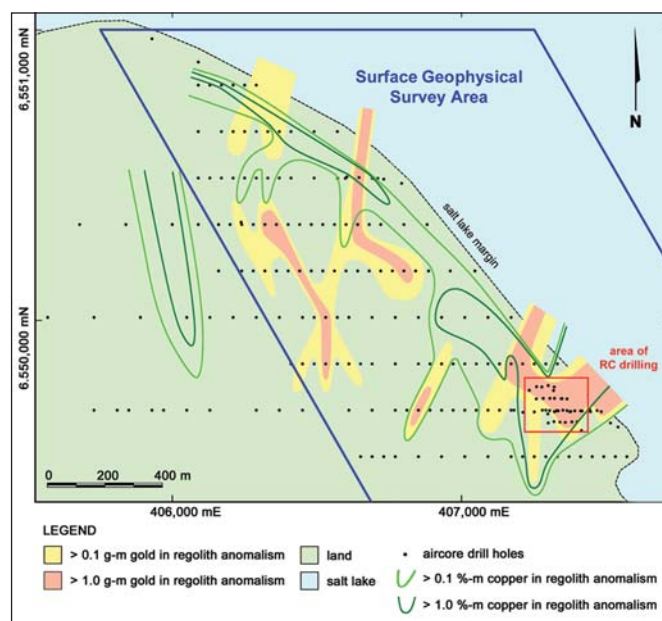 6,551,000 mN
Surface Geophysical
Survey Area
N
salt lake margin
6,550,000 mN
area of
RC drilling
0 200 400 m
406,000 mE
407,000 mE
LEGEND
> 0.1 g-m gold in regolith anomalism
> 1.0 g-m gold in regolith anomalism
land
salt lake
aircore drill holes
> 0.1 %-m copper in regolith anomalism
> 1.0 %-m copper in regolith anomalism